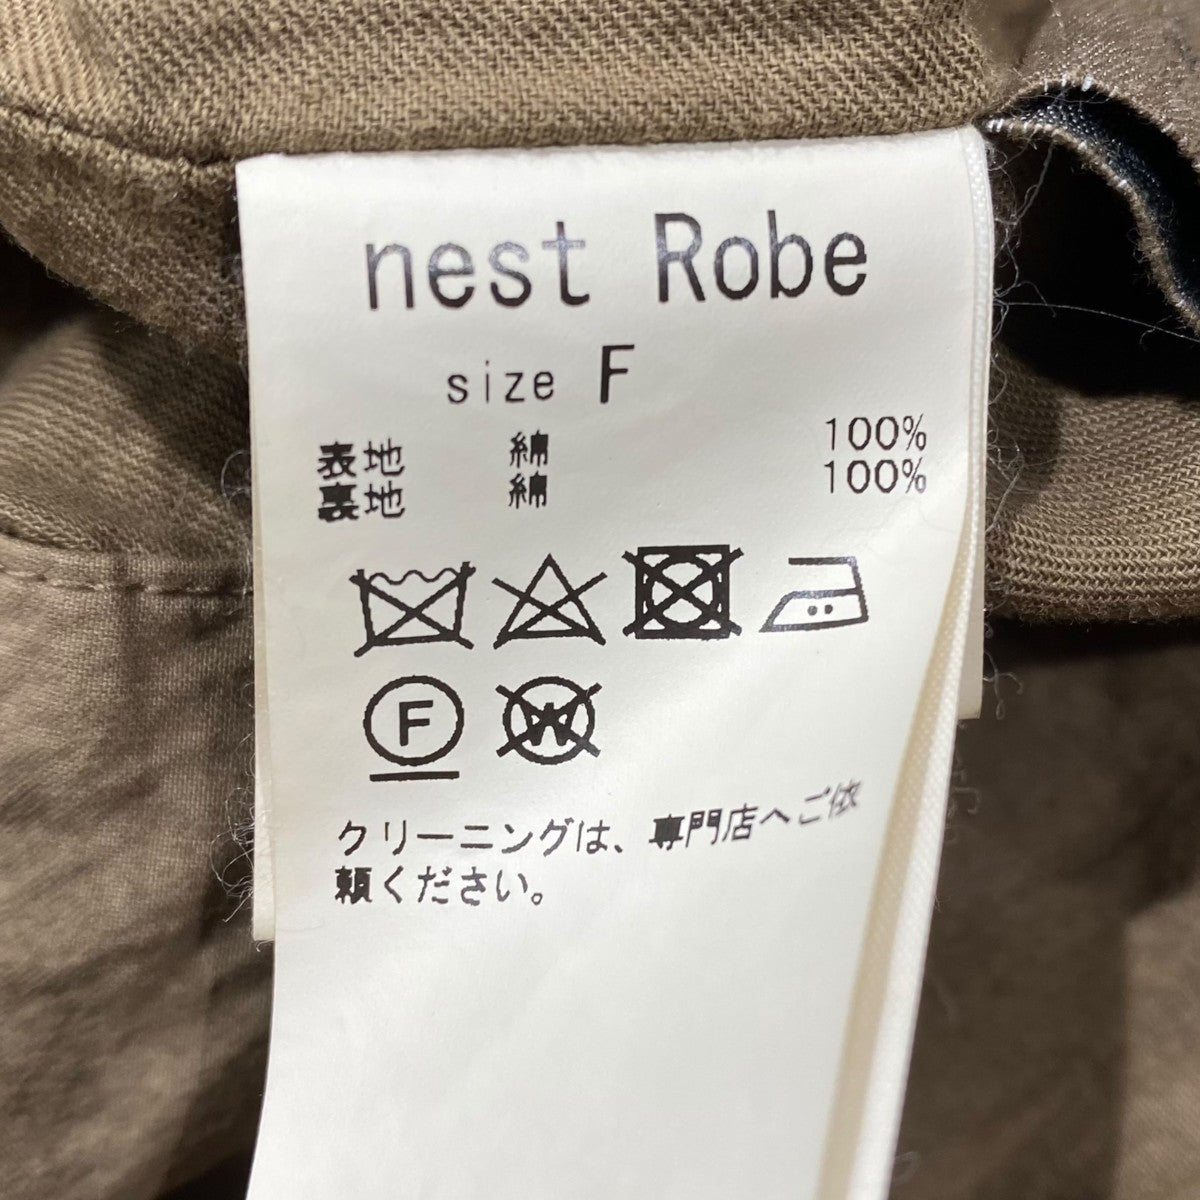 nest Robe
size F
表地 綿 100%
裏地 綿 100%
F W
クリーニングは、専門店へご依
頼ください。